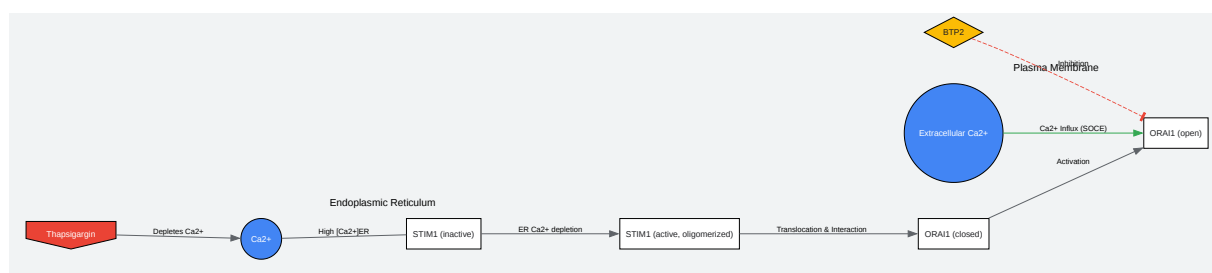 BTP2
Inhibition
Plasma Membrane
Extracellular Ca2+
Ca2+ Influx (SOCE)
ORAI1 (open)
Activation
Endoplasmic Reticulum
Thapsigargin
Depletes Ca2+
Ca2+
High [Ca2+]ER
STIM1 (inactive)
ER Ca2+ depletion
STIM1 (active, oligomerized)
Translocation & Interaction
ORAI1 (closed)